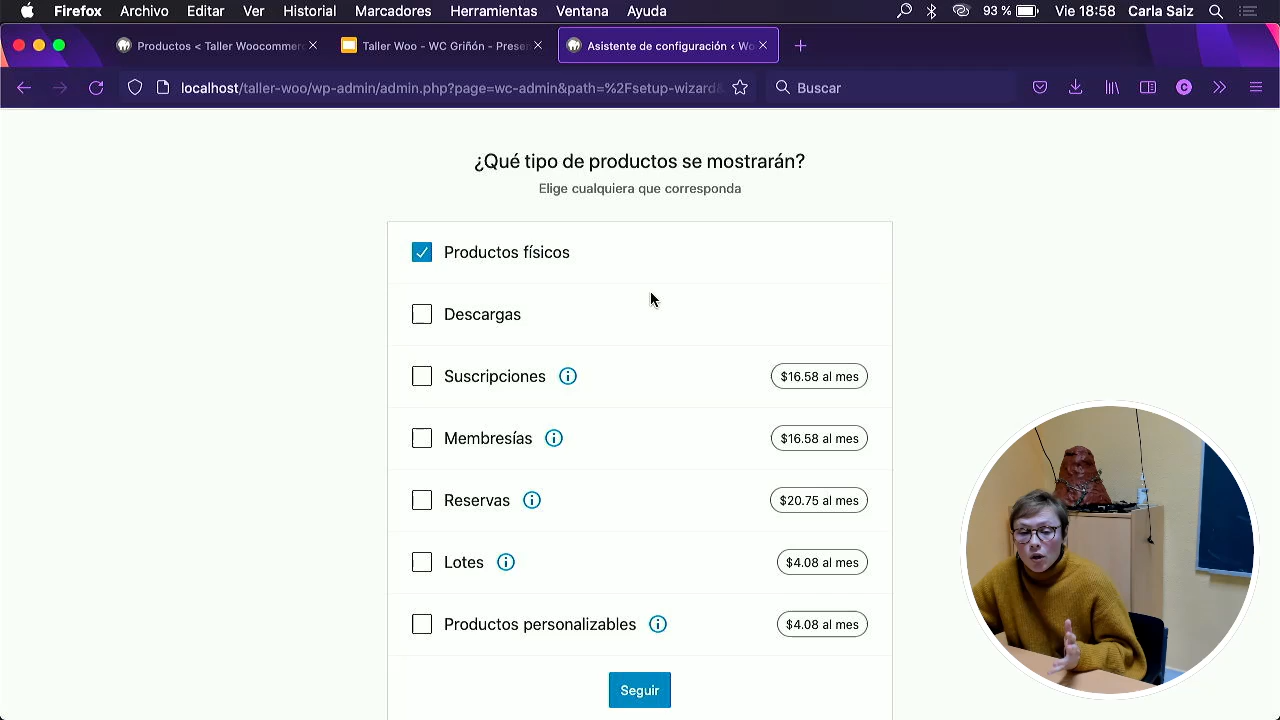 Firefox Archivo Editar Ver Historial Marcadores Herramientas Ventana Ayuda 93 % Vie 18:58 Carla Saiz
Productos < Taller Woocommerc Taller Woo - WC Griñón - Presen Asistente de configuración ‹ Wo
localhost/taller-woo/wp-admin/admin.php?page=wc-admin&path=%2Fsetup-wizard& Buscar C
¿Qué tipo de productos se mostrarán?
Elige cualquiera que corresponda
Productos físicos
Descargas
Suscripciones $16.58 al mes
Membresías $16.58 al mes
Reservas $20.75 al mes
Lotes $4.08 al mes
Productos personalizables $4.08 al mes
Seguir